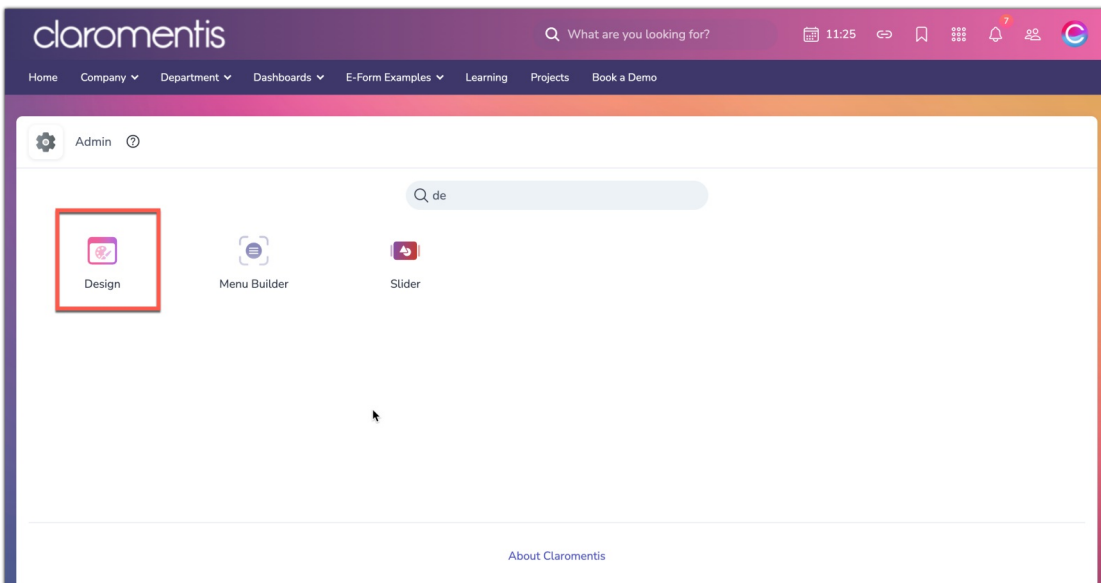 claromentis
What are you looking for?
11:25
7
Home Company Department Dashboards E-Form Examples Learning Projects Book a Demo
Admin
de
Design Menu Builder Slider
About Claromentis